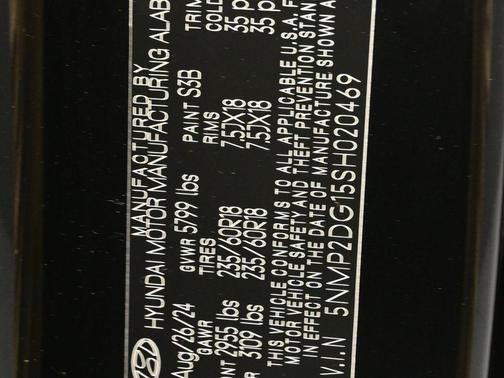 MANUFACTURED BY
HYUNDAI MOTOR MANUFACTURING ALAB
Aug/26/24 GVWR 5799 lbs PAINT S3B TRIM
GAWR TIRES RIMS COLD
NT 2955 lbs 235/60R18 7.5JX18 35 p
R 3109 lbs 235/60R18 7.5JX18 35 p
THIS VEHICLE CONFORMS TO ALL APPLICABLE U.S.A. F
MOTOR VEHICLE SAFETY AND THEFT PREVENTION STAN
IN EFFECT ON THE DATE OF MANUFACTURE SHOWN A
V.I.N 5NMP2DG15SH020469